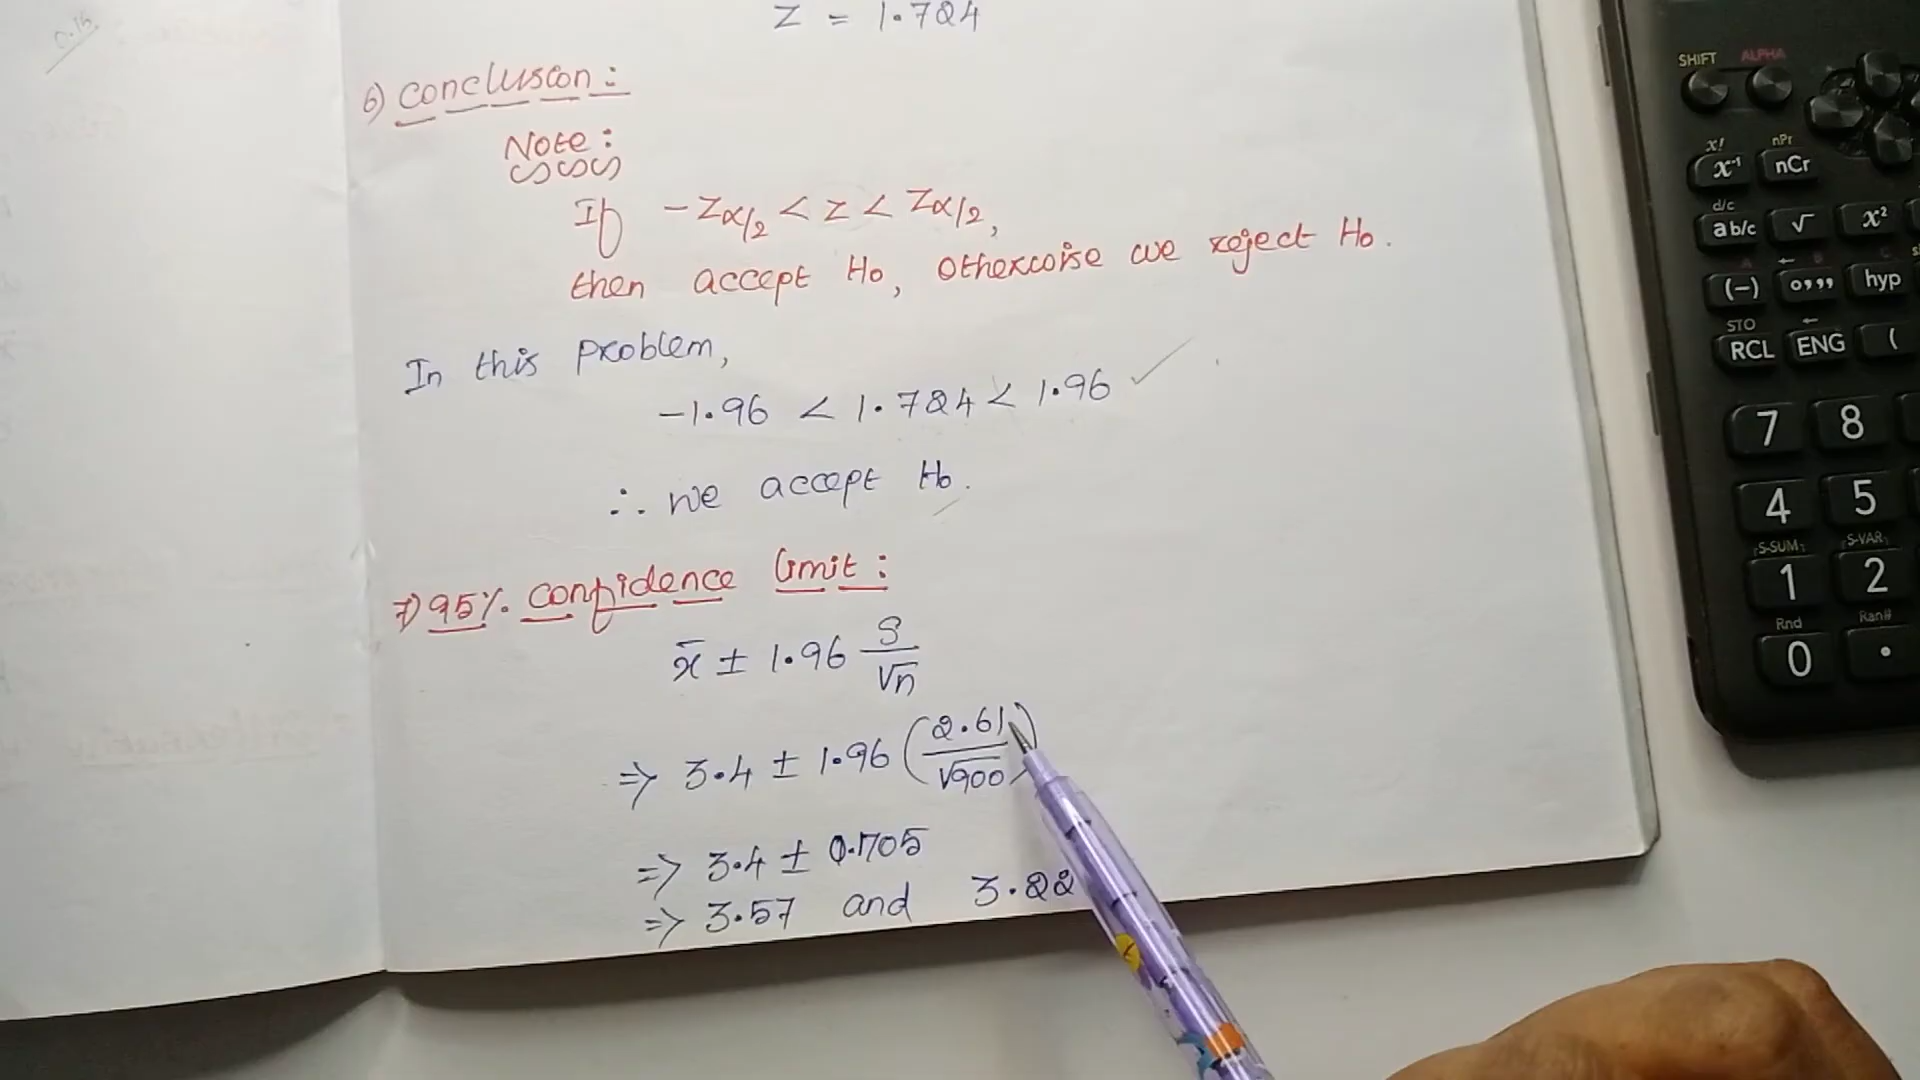 Z = 1.724
6) Conclusion:
Note:
If -Zα/2 < Z < Zα/2,
then accept H₀, Otherwise we reject H₀.
In this problem,
-1.96 < 1.724 < 1.96 ✓
∴ we accept H₀.
7) 95% Confidence limit:
x̄ ± 1.96 S/√n
⇒ 3.4 ± 1.96 (2.61/√900)
⇒ 3.4 ± 0.1705
⇒ 3.57 and 3.22
SHIFT ALPHA
x! nPr
x⁻¹ nCr
d/c
ab/c √ x²
(-) hyp
STO
RCL ENG (
7 8
4 5
S-SUM S-VAR
1 2
Rnd Ran#
0 .